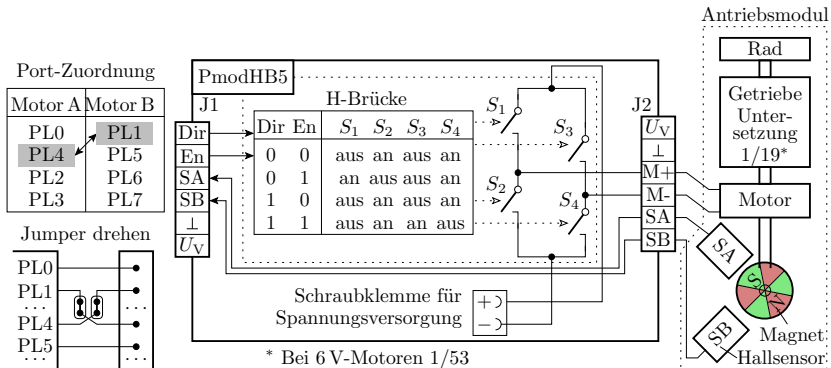 Antriebsmodul
Port-Zuordnung
Motor A Motor B
PL0 PL1
PL4 PL5
PL2 PL6
PL3 PL7
Jumper drehen
PL0
PL1
...
PL4
PL5
...
PmodHB5
J1
Dir
En
SA
SB
⊥
U_V
H-Brücke
Dir En S1 S2 S3 S4
0 0 aus an aus an
0 1 an aus aus an
1 0 aus an aus an
1 1 aus an an aus
S1
S2
S3
S4
J2
U_V
⊥
M+
M-
SA
SB
Schraubklemme für
Spannungsversorgung
+
−
* Bei 6 V-Motoren 1/53
Rad
Getriebe
Unter-
setzung
1/19*
Motor
SA
S
N
SB
Magnet
Hallsensor